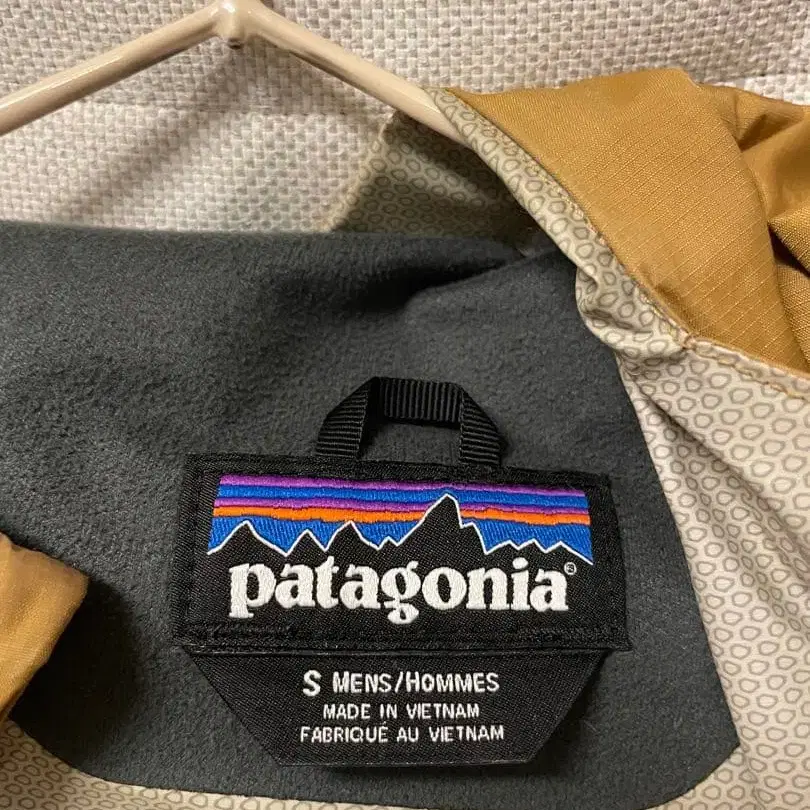 patagonia®
S MENS/HOMMES
MADE IN VIETNAM
FABRIQUÉ AU VIETNAM